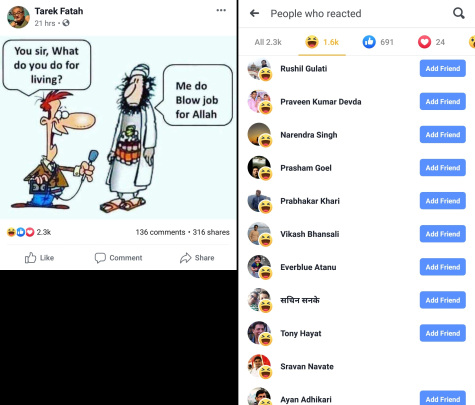 Tarek Fatah
21 hrs •
You sir, What
do you do for
living?
Me do
Blow job
for Allah
2.3k
136 comments • 316 shares
Like
Comment
Share
People who reacted
All 2.3k
1.6k
691
24
Rushil Gulati
Add Friend
Praveen Kumar Devda
Add Friend
Narendra Singh
Add Friend
Prasham Goel
Add Friend
Prabhakar Khari
Add Friend
Vikash Bhansali
Add Friend
Everblue Atanu
Add Friend
सचिन सनके
Add Friend
Tony Hayat
Add Friend
Sravan Navate
Ayan Adhikari
Add Friend